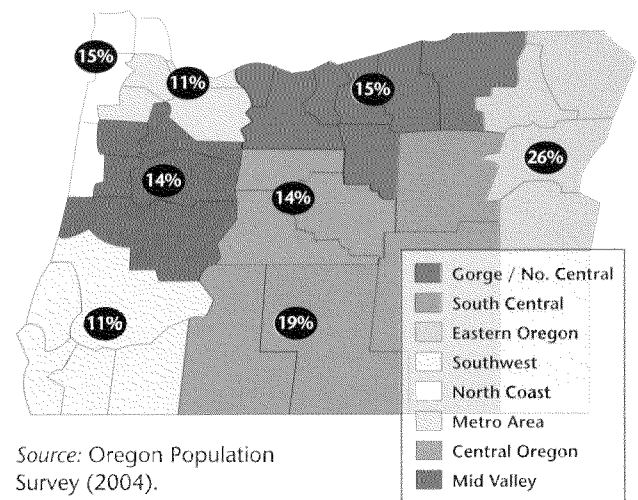 15%
11%
15%
26%
14%
14%
11%
19%
Gorge / No. Central
South Central
Eastern Oregon
Southwest
North Coast
Metro Area
Central Oregon
Mid Valley
Source: Oregon Population
Survey (2004).